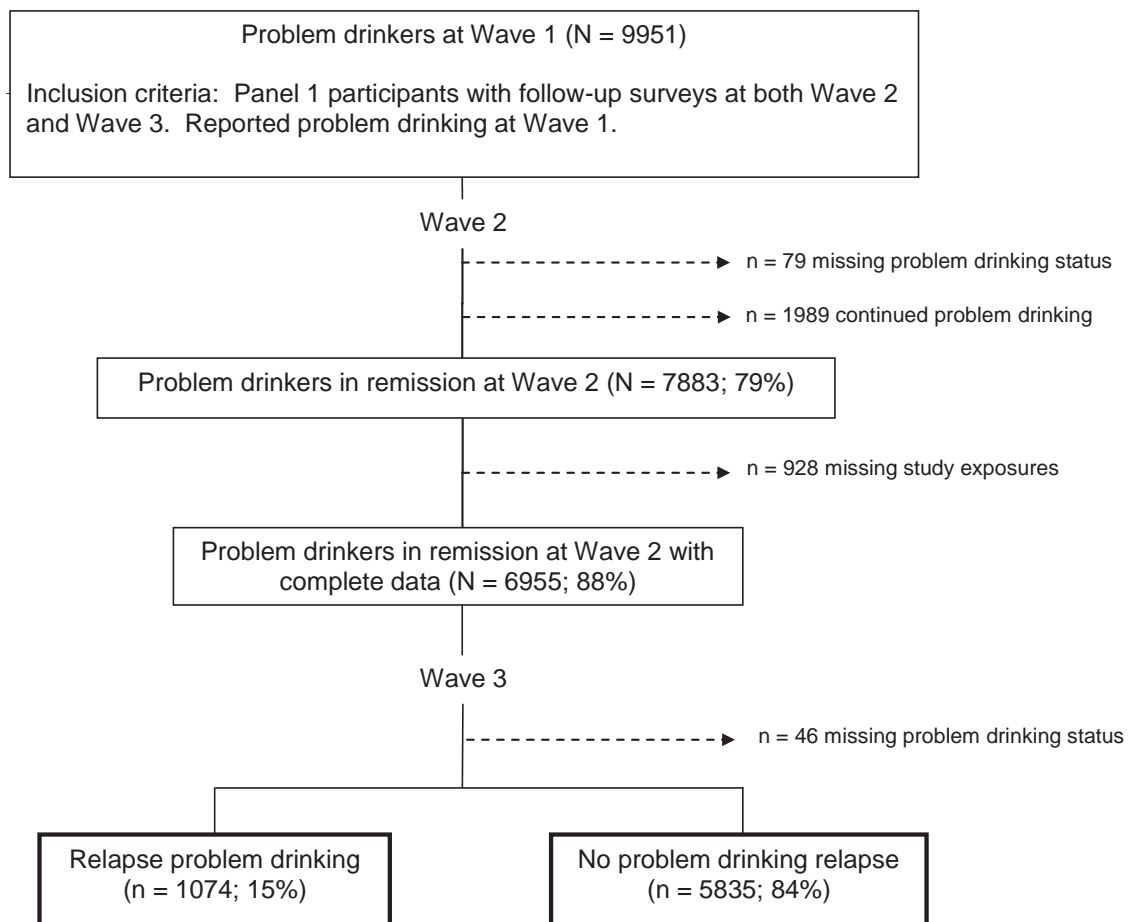 Problem drinkers at Wave 1 (N = 9951)
Inclusion criteria:  Panel 1 participants with follow-up surveys at both Wave 2
and Wave 3.  Reported problem drinking at Wave 1.
Wave 2
n = 79 missing problem drinking status
n = 1989 continued problem drinking
Problem drinkers in remission at Wave 2 (N = 7883; 79%)
n = 928 missing study exposures
Problem drinkers in remission at Wave 2 with
complete data (N = 6955; 88%)
Wave 3
n = 46 missing problem drinking status
Relapse problem drinking
(n = 1074; 15%)
No problem drinking relapse
(n = 5835; 84%)